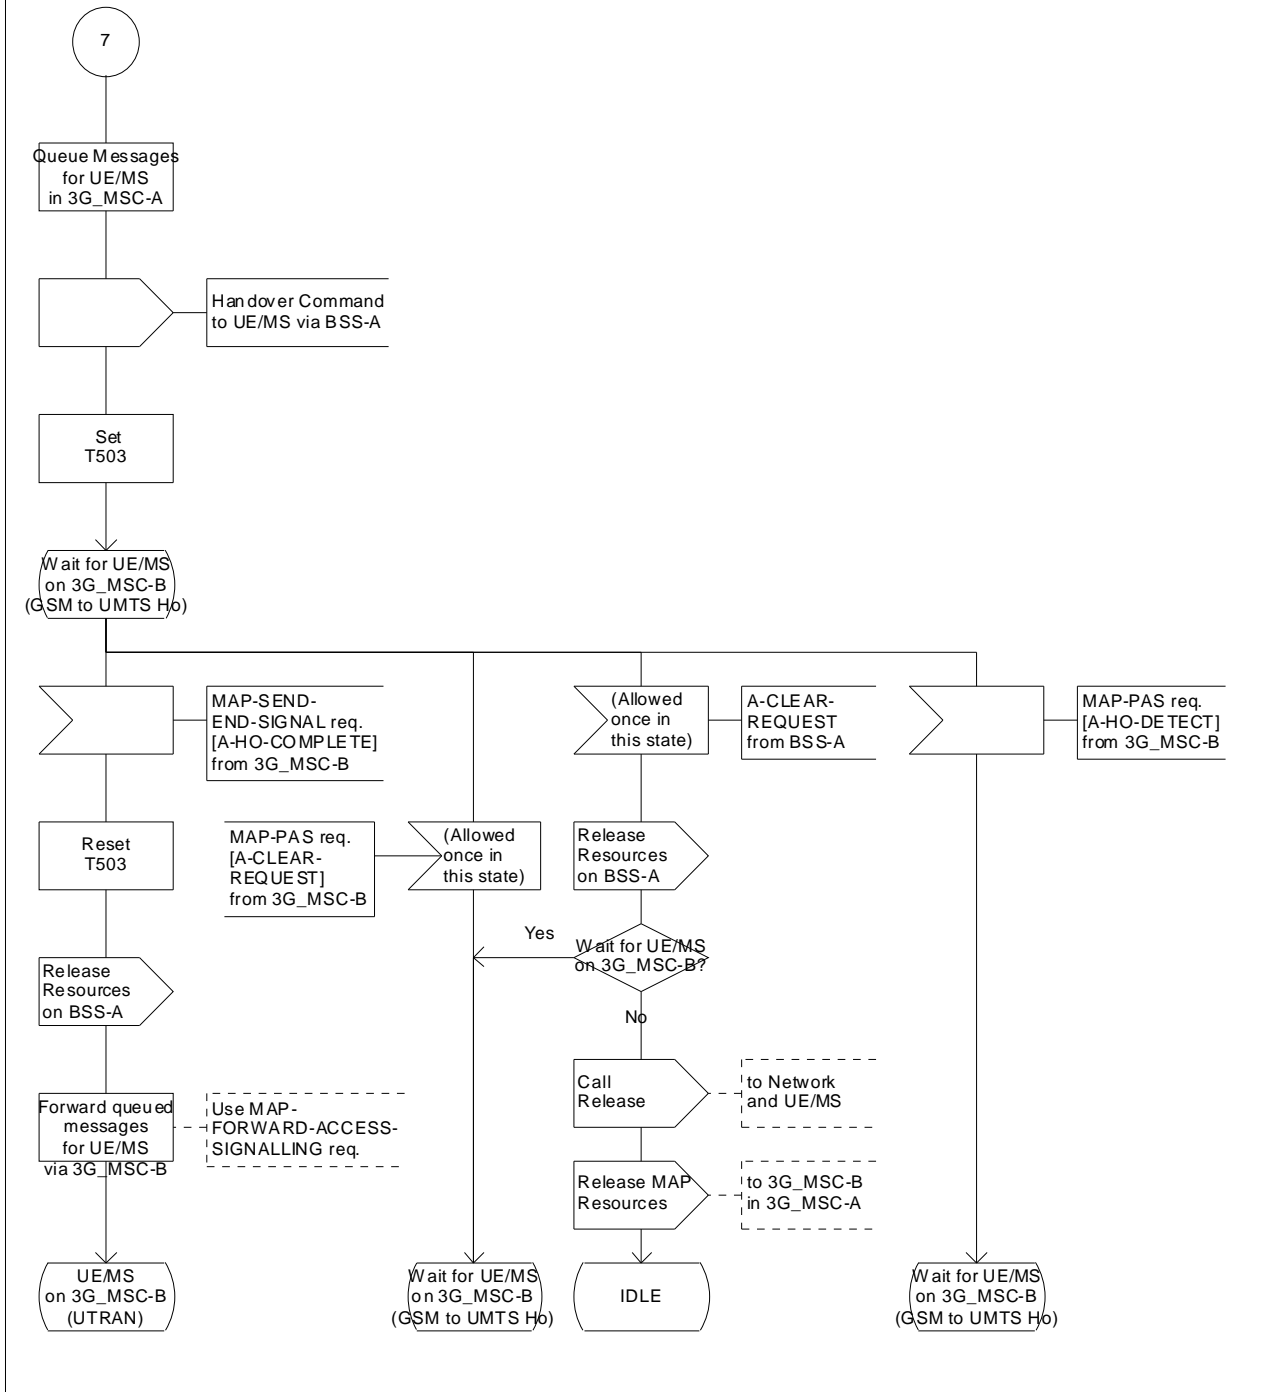 7
Queue Messages
for UE/MS
in 3G_MSC-A
Handover Command
to UE/MS via BSS-A
Set
T503
Wait for UE/MS
on 3G_MSC-B
(GSM to UMTS Ho)
MAP-SEND-
END-SIGNAL req.
[A-HO-COMPLETE]
from 3G_MSC-B
(Allowed
once in
this state)
A-CLEAR-
REQUEST
from BSS-A
MAP-PAS req.
[A-HO-DETECT]
from 3G_MSC-B
Reset
T503
MAP-PAS req.
[A-CLEAR-
REQUEST]
from 3G_MSC-B
(Allowed
once in
this state)
Release
Resources
on BSS-A
Yes
Wait for UE/MS
on 3G_MSC-B?
Release
Resources
on BSS-A
No
Call
Release
to Network
and UE/MS
Forward queued
messages
for UE/MS
via 3G_MSC-B
Use MAP-
FORWARD-ACCESS-
SIGNALLING req.
Release MAP
Resources
to 3G_MSC-B
in 3G_MSC-A
UE/MS
on 3G_MSC-B
(UTRAN)
Wait for UE/MS
on 3G_MSC-B
(GSM to UMTS Ho)
IDLE
Wait for UE/MS
on 3G_MSC-B
(GSM to UMTS Ho)